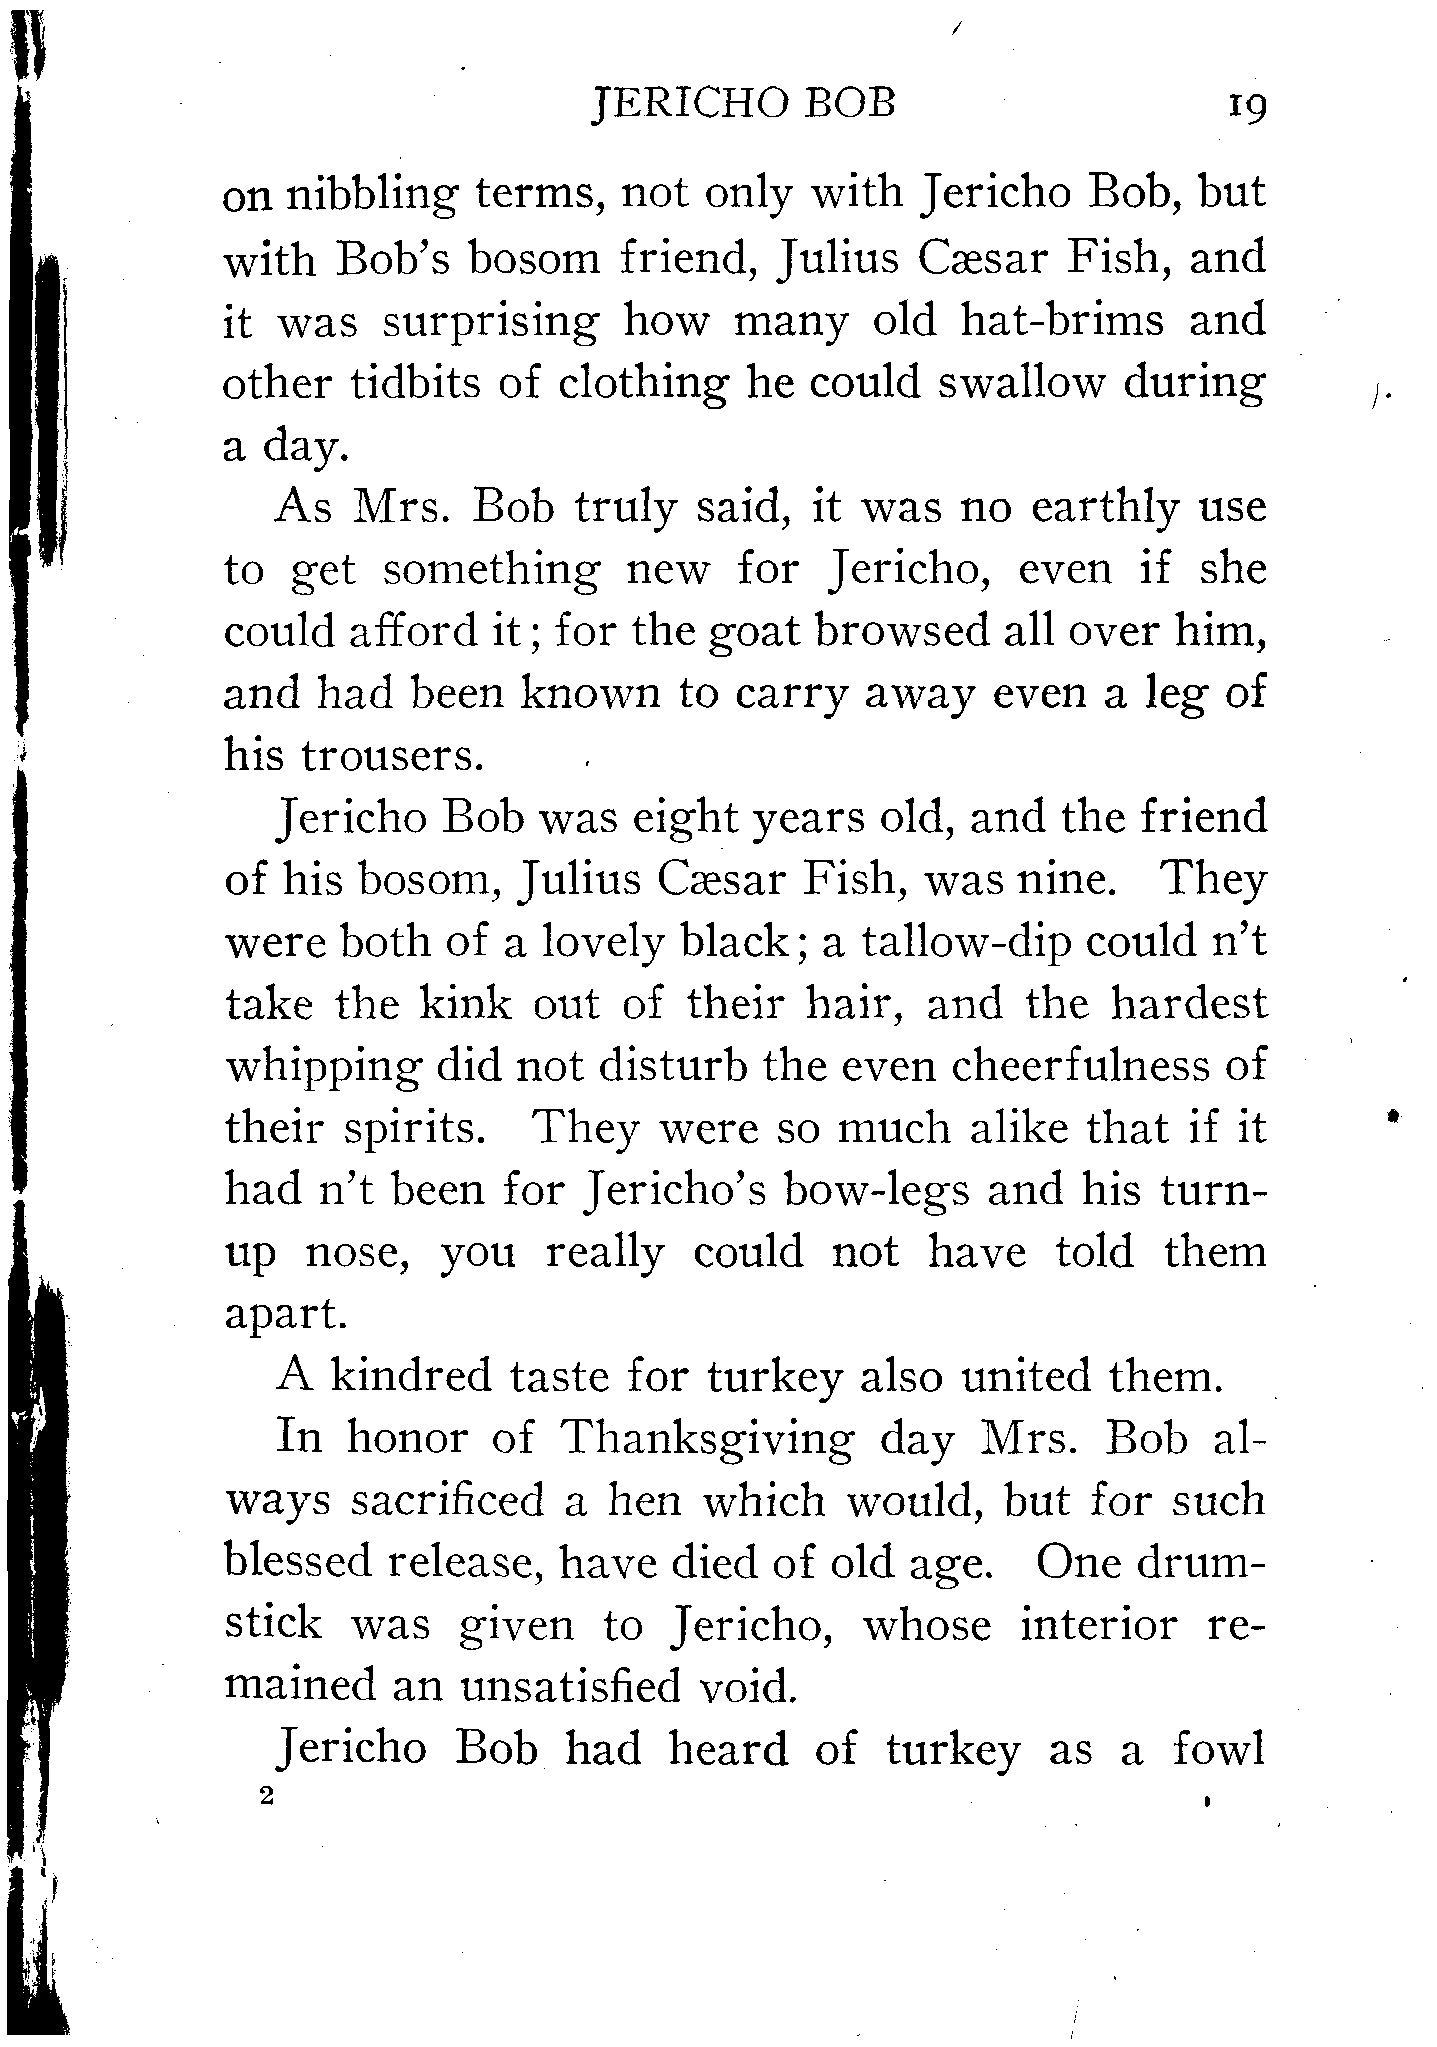 JERICHO BOB 19
on nibbling terms, not only with Jericho Bob, but
with Bob's bosom friend, Julius Cæsar Fish, and
it was surprising how many old hat-brims and
other tidbits of clothing he could swallow during
a day.
As Mrs. Bob truly said, it was no earthly use
to get something new for Jericho, even if she
could afford it; for the goat browsed all over him,
and had been known to carry away even a leg of
his trousers.
Jericho Bob was eight years old, and the friend
of his bosom, Julius Cæsar Fish, was nine. They
were both of a lovely black; a tallow-dip could n't
take the kink out of their hair, and the hardest
whipping did not disturb the even cheerfulness of
their spirits. They were so much alike that if it
had n't been for Jericho's bow-legs and his turn-
up nose, you really could not have told them
apart.
A kindred taste for turkey also united them.
In honor of Thanksgiving day Mrs. Bob al-
ways sacrificed a hen which would, but for such
blessed release, have died of old age. One drum-
stick was given to Jericho, whose interior re-
mained an unsatisfied void.
Jericho Bob had heard of turkey as a fowl
2